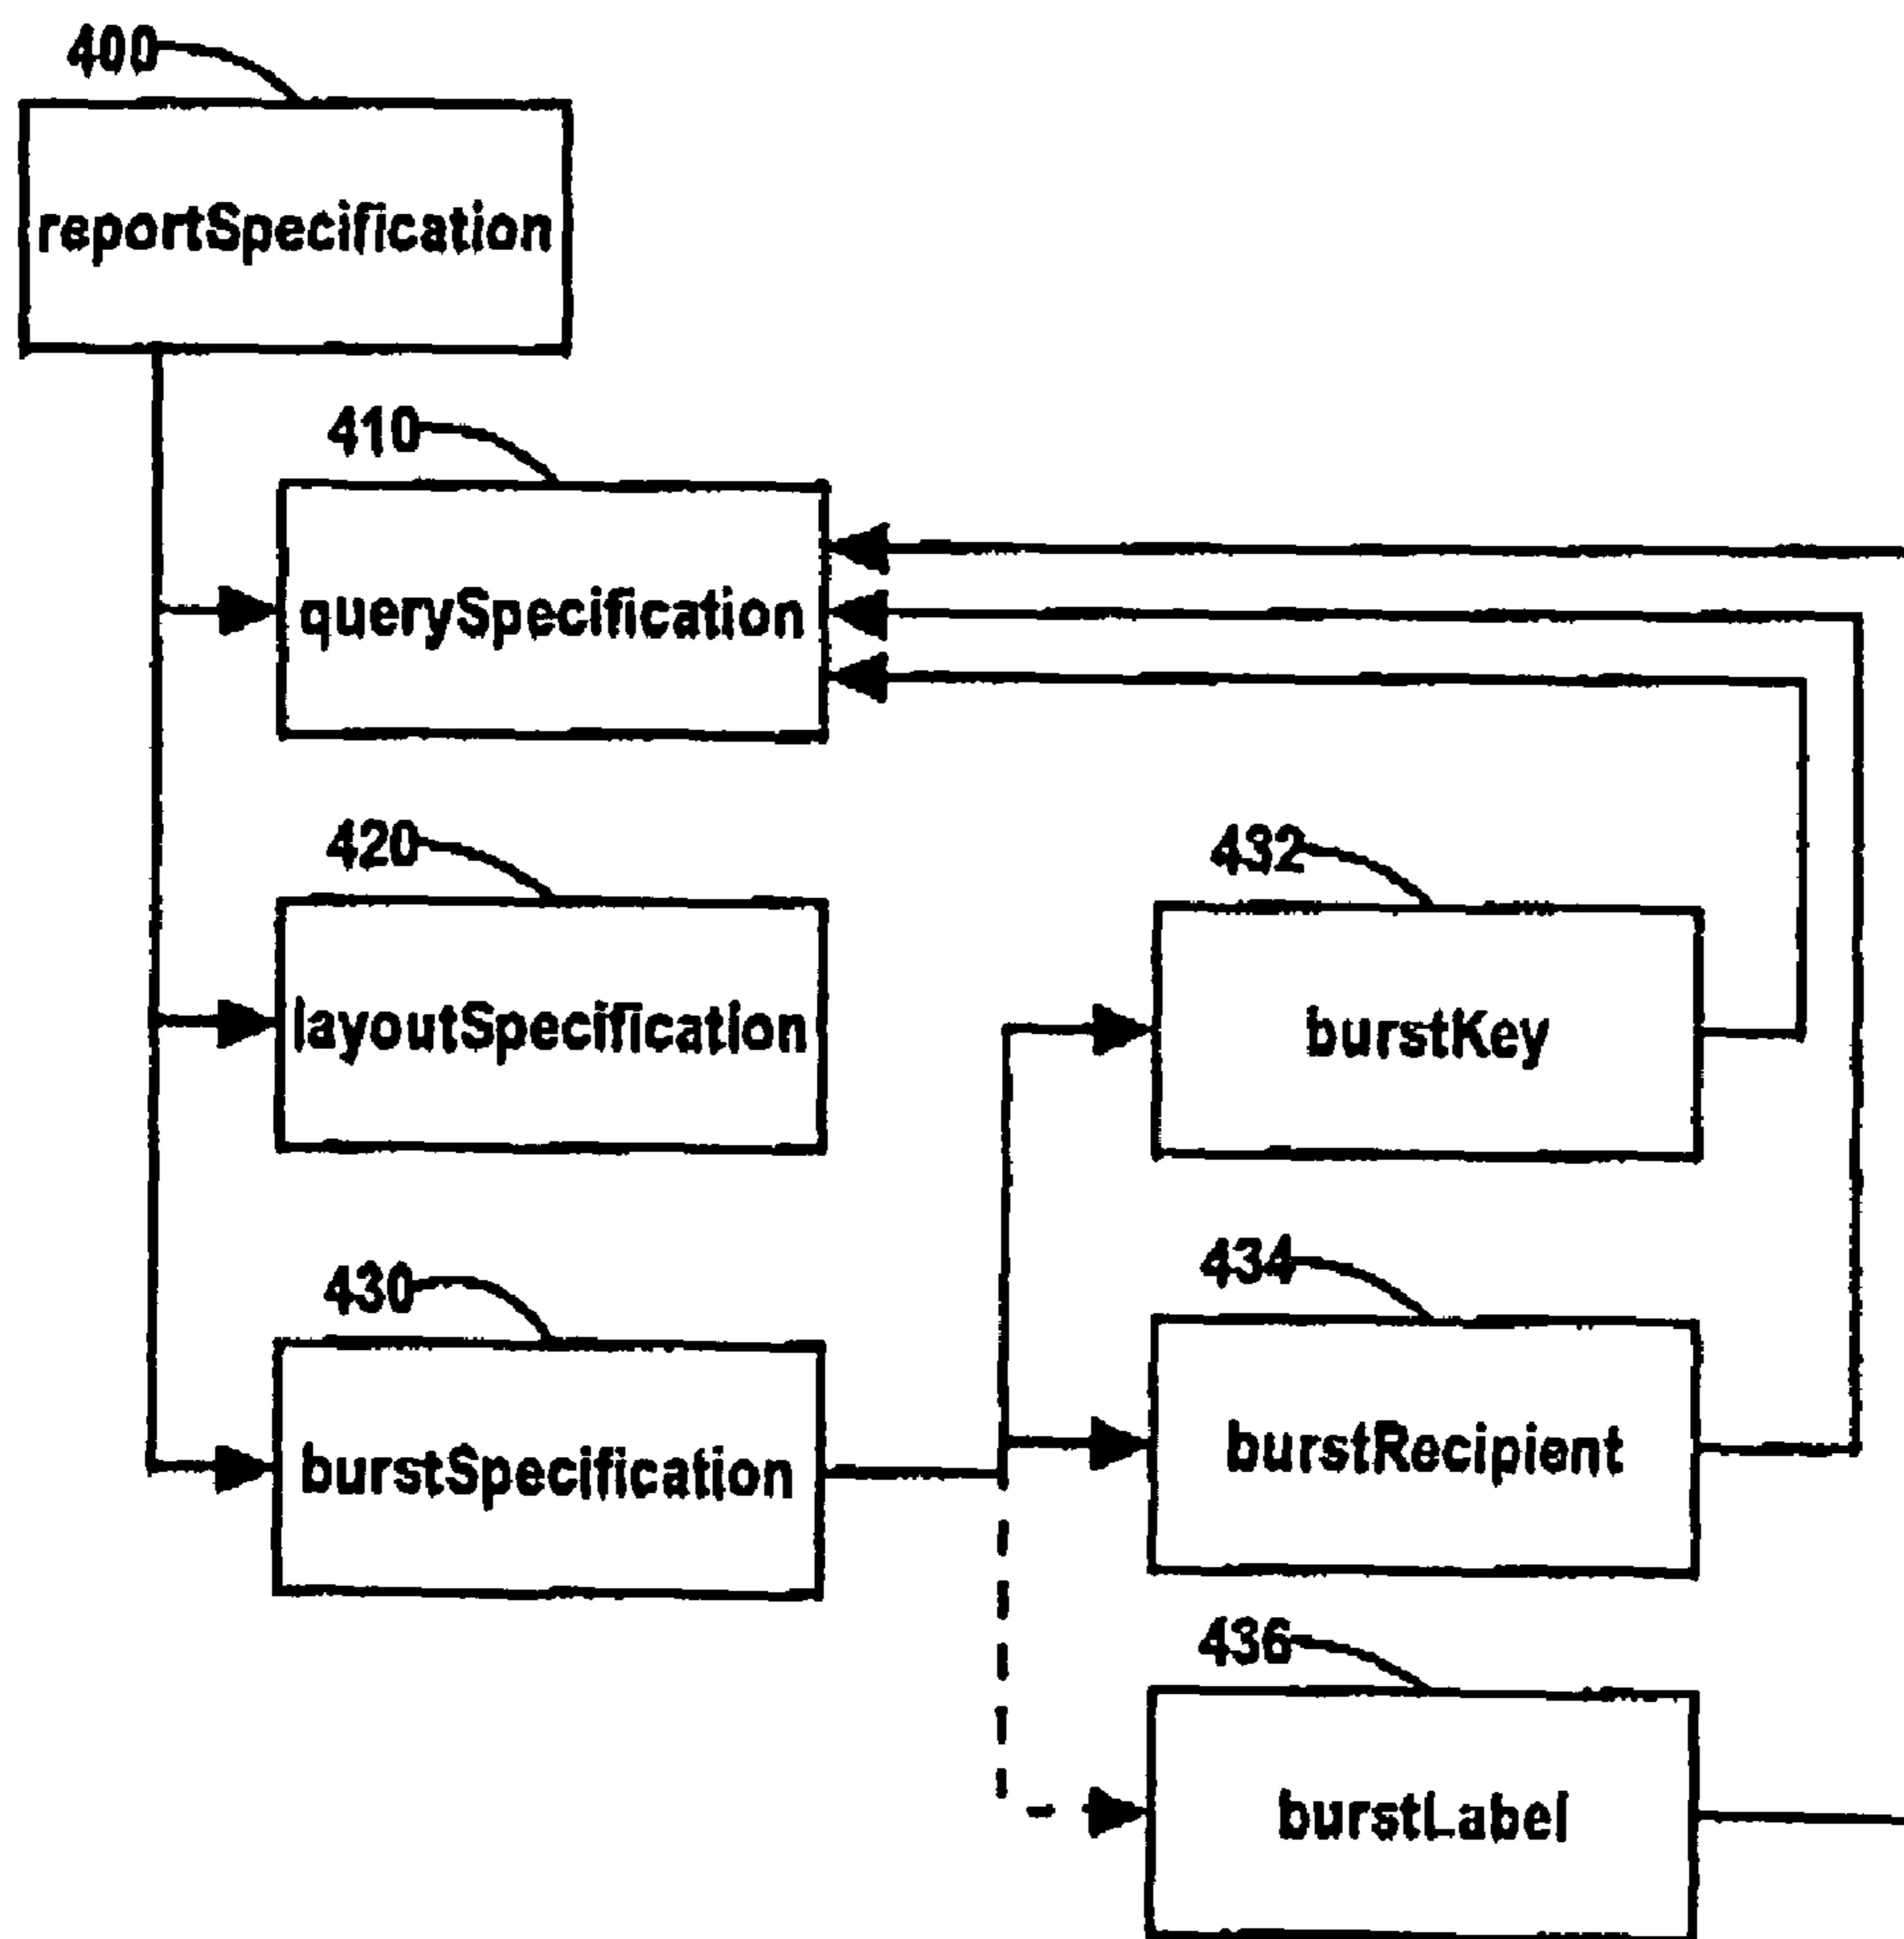 400
reportSpecification
410
querySpecification
420
layoutSpecification
432
burstKey
430
burstSpecification
434
burstRecipient
436
burstLabel